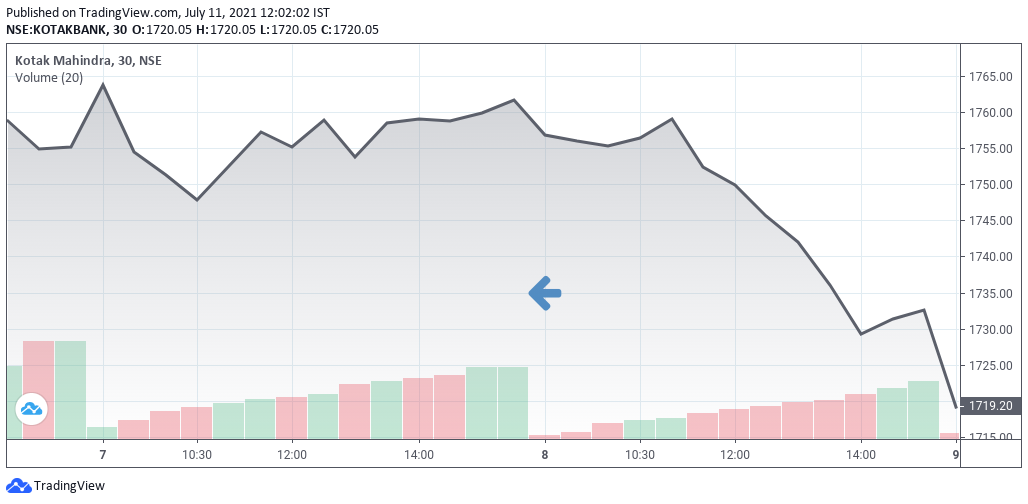 Published on TradingView.com, July 11, 2021 12:02:02 IST
NSE:KOTAKBANK, 30 O:1720.05 H:1720.05 L:1720.05 C:1720.05
Kotak Mahindra, 30, NSE
Volume (20)
1765.00
1760.00
1755.00
1750.00
1745.00
1740.00
1735.00
1730.00
1725.00
1719.20
1715.00
7 10:30 12:00 14:00 8 10:30 12:00 14:00 9
TradingView